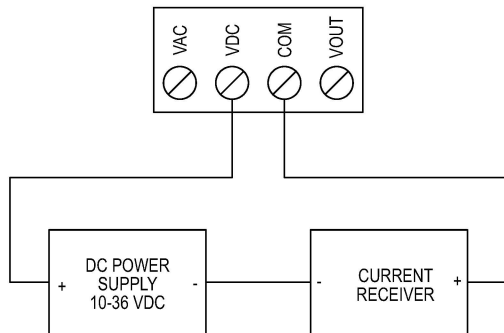 VAC
VDC
COM
VOUT
+
DC POWER
SUPPLY
10-36 VDC
-
-
CURRENT
RECEIVER
+